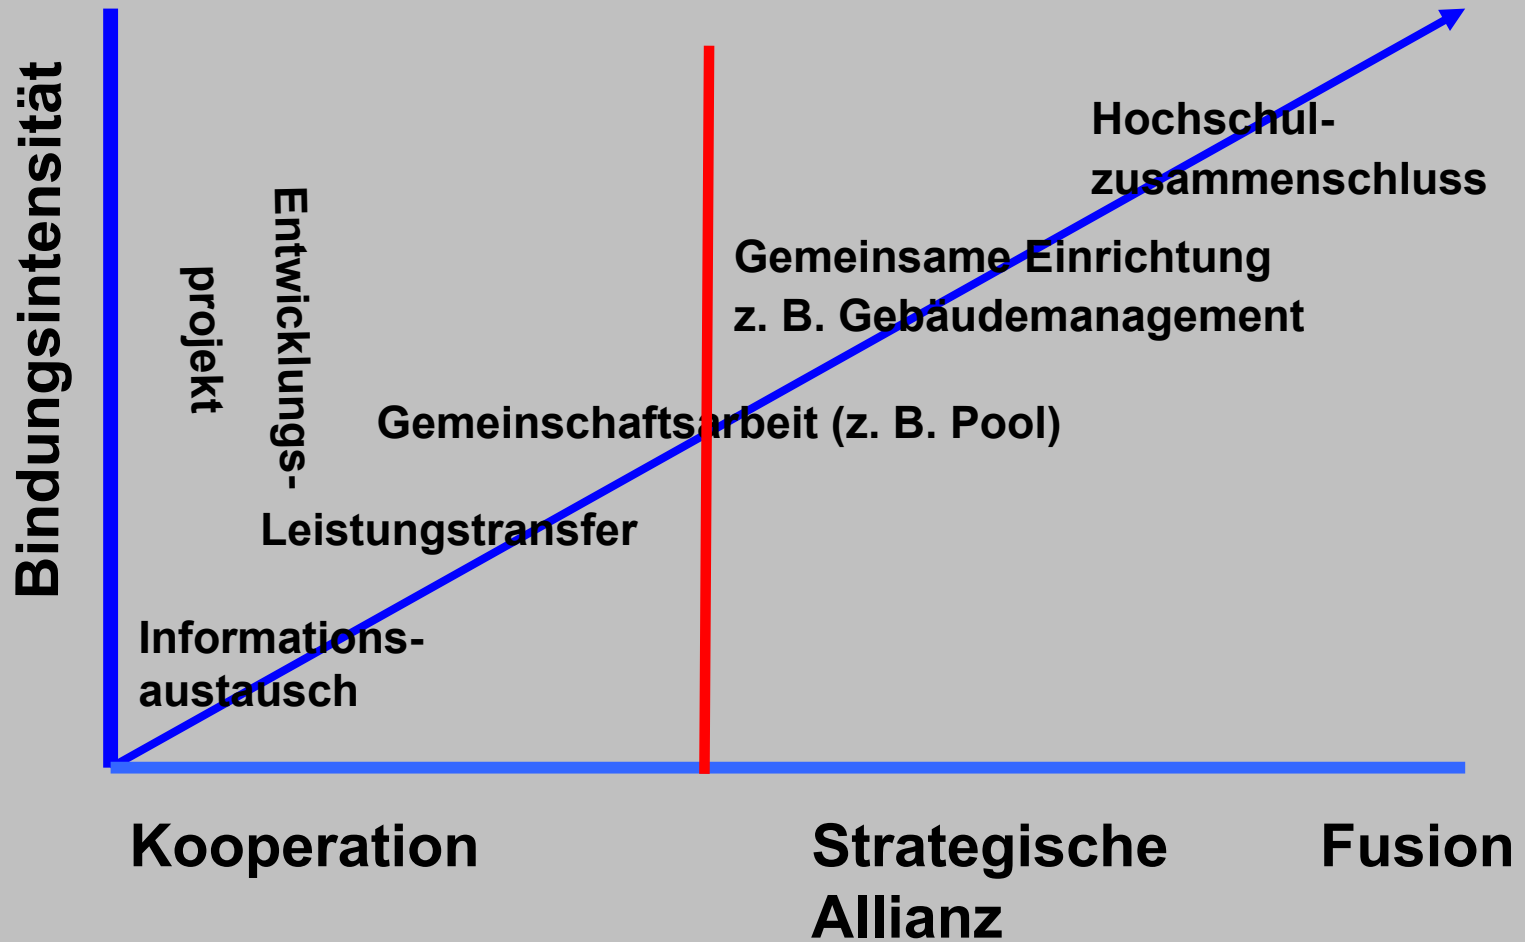 Bindungsintensität
Hochschul-
zusammenschluss
Gemeinsame Einrichtung
z. B. Gebäudemanagement
Entwicklungs-
projekt
Gemeinschaftsarbeit (z. B. Pool)
Leistungstransfer
Informations-
austausch
Kooperation
Strategische
Allianz
Fusion